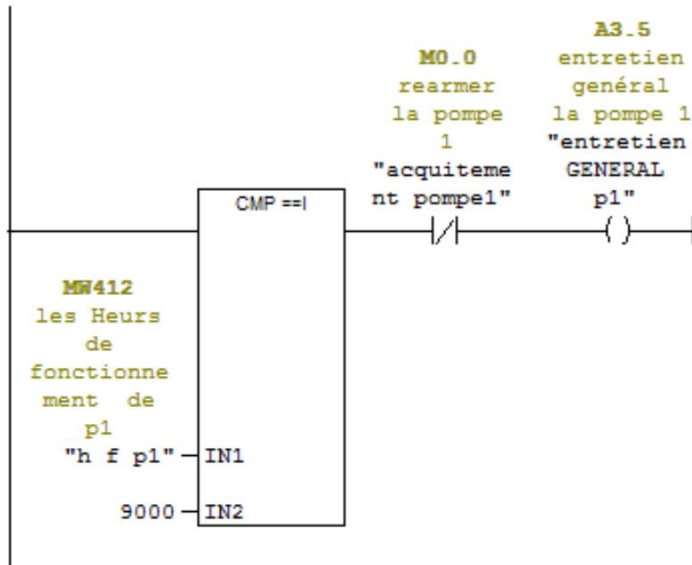 A3.5
entretien
genéral
la pompe 1
"entretien
GENERAL
p1"
M0.0
rearmer
la pompe
1
"acquiteme
nt pompe1"
CMP ==I
MW412
les Heurs
de
fonctionne
ment de
p1
"h f p1"
IN1
9000
IN2